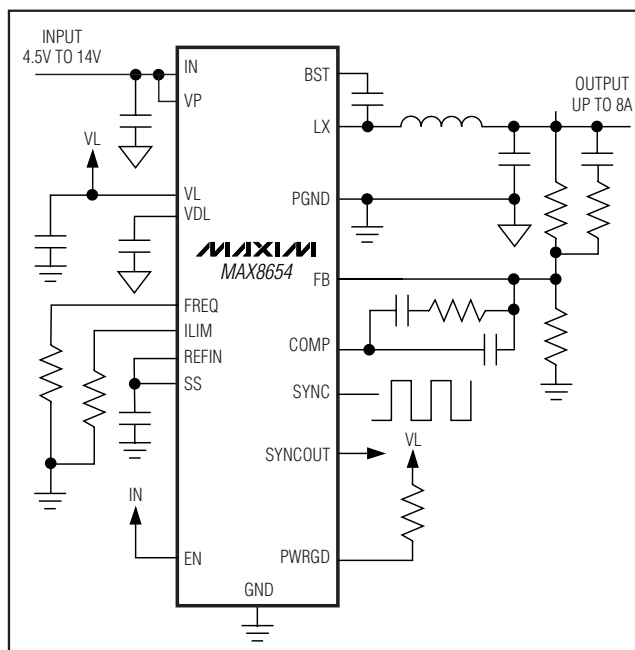 INPUT
4.5V TO 14V
IN
VP
VL
VL
VDL
FREQ
ILIM
REFIN
SS
IN
EN
MAXIM
MAX8654
GND
BST
LX
PGND
FB
COMP
SYNC
SYNCOUT
PWRGD
OUTPUT
UP TO 8A
VL